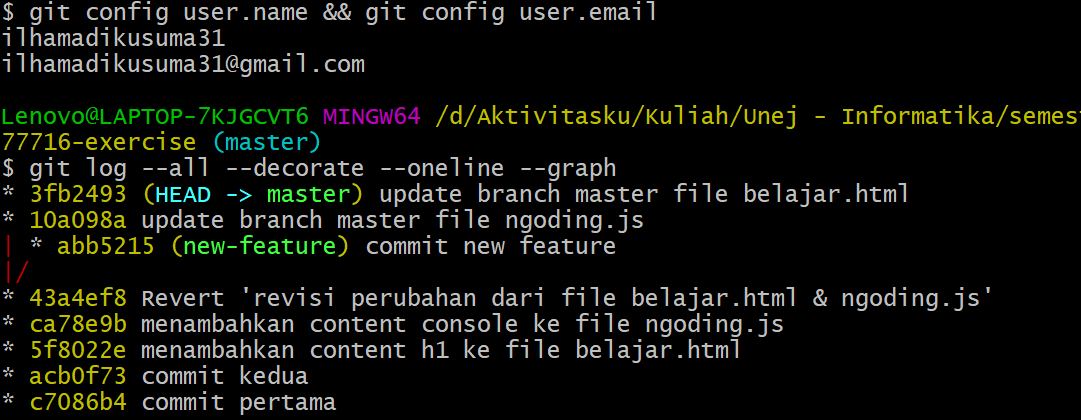 $ git config user.name && git config user.email
ilhamadikusuma31
ilhamadikusuma31@gmail.com
Lenovo@LAPTOP-7KJGCVT6 MINGW64 /d/Aktivitasku/Kuliah/Unej - Informatika/semes
77716-exercise (master)
$ git log --all --decorate --oneline --graph
* 3fb2493 (HEAD -> master) update branch master file belajar.html
* 10a098a update branch master file ngoding.js
| * abb5215 (new-feature) commit new feature
|/
* 43a4ef8 Revert 'revisi perubahan dari file belajar.html & ngoding.js'
* ca78e9b menambahkan content console ke file ngoding.js
* 5f8022e menambahkan content h1 ke file belajar.html
* acb0f73 commit kedua
* c7086b4 commit pertama